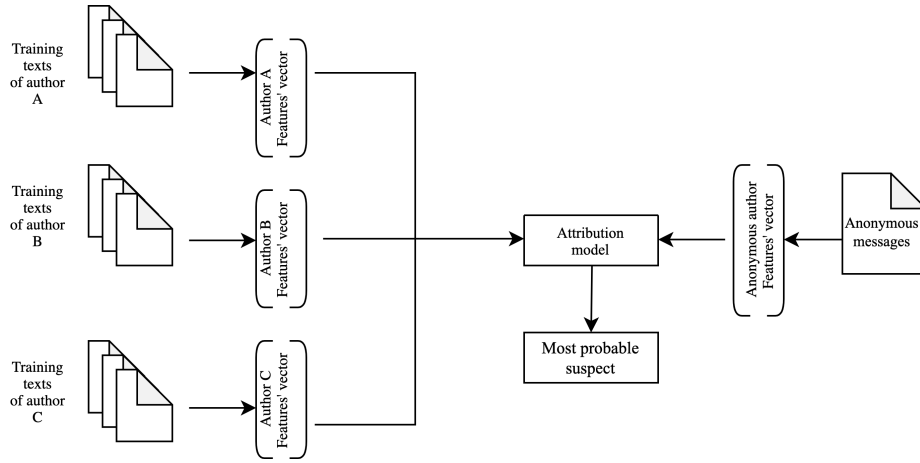 Training
texts
of author
A
Author A
Features' vector
Training
texts
of author
B
Author B
Features' vector
Training
texts
of author
C
Author C
Features' vector
Attribution
model
Most probable
suspect
Anonymous author
Features' vector
Anonymous
messages